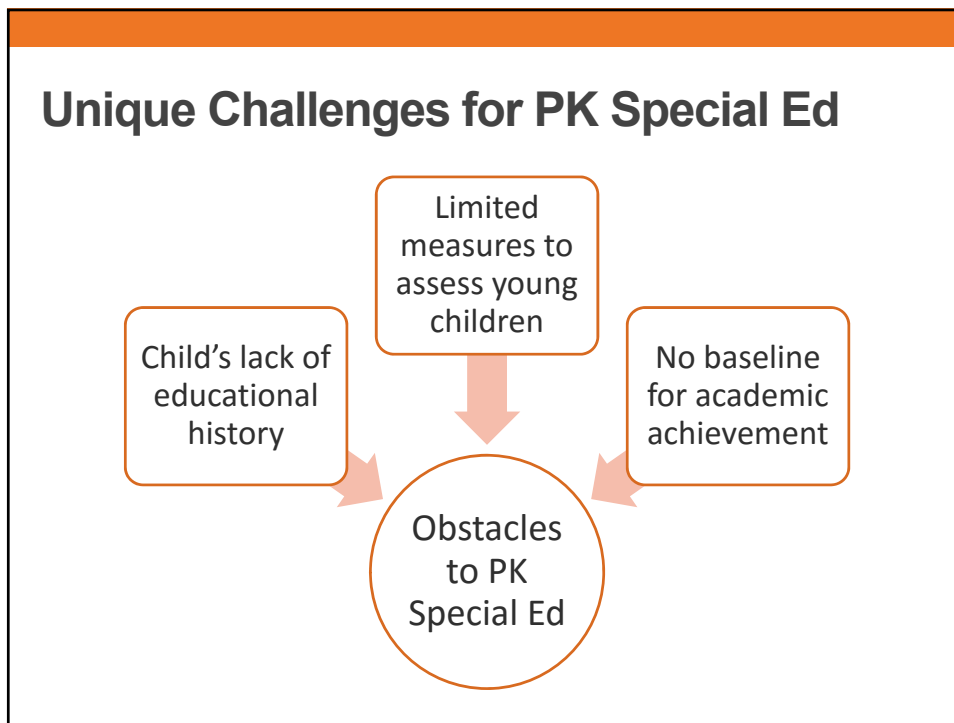 Unique Challenges for PK Special Ed
Limited
measures to
assess young
children
Child’s lack of
educational
history
No baseline
for academic
achievement
Obstacles
to PK
Special Ed